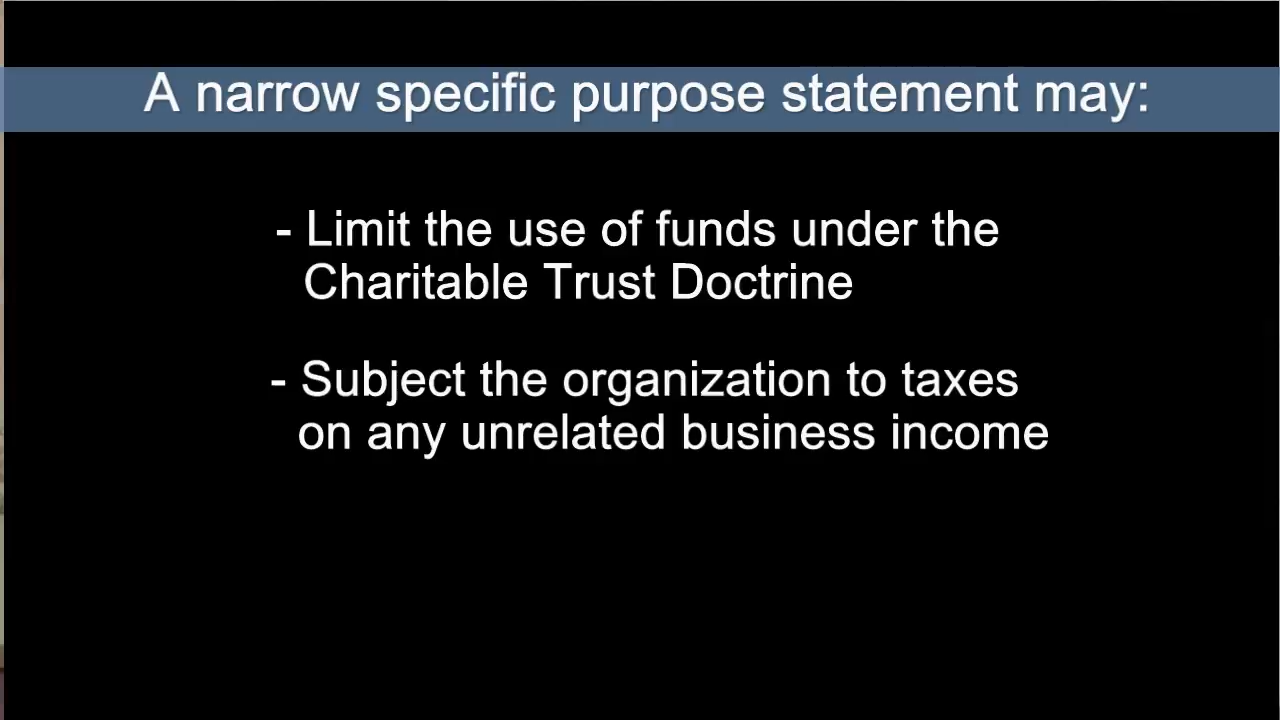 A narrow specific purpose statement may:
- Limit the use of funds under the
Charitable Trust Doctrine
- Subject the organization to taxes
on any unrelated business income